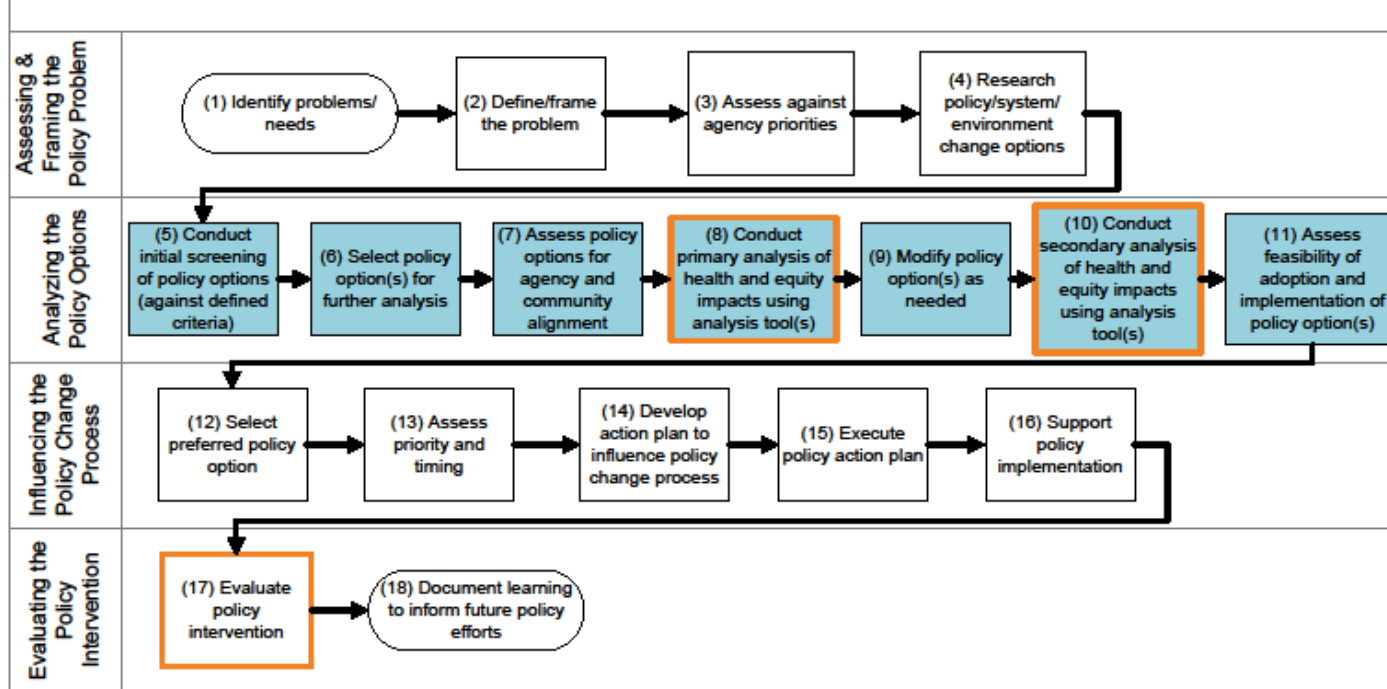 Assessing &
Framing the
Policy Problem
(1) Identify problems/
needs
(2) Define/frame
the problem
(3) Assess against
agency priorities
(4) Research
policy/system/
environment
change options
Analyzing the
Policy Options
(5) Conduct
initial screening
of policy options
(against defined
criteria)
(6) Select policy
option(s) for
further analysis
(7) Assess policy
options for
agency and
community
alignment
(8) Conduct
primary analysis of
health and equity
impacts using
analysis tool(s)
(9) Modify policy
option(s) as
needed
(10) Conduct
secondary analysis
of health and
equity impacts
using analysis
tool(s)
(11) Assess
feasibility of
adoption and
implementation of
policy option(s)
Influencing the
Policy Change
Process
(12) Select
preferred policy
option
(13) Assess
priority and
timing
(14) Develop
action plan to
influence policy
change process
(15) Execute
policy action plan
(16) Support
policy
implementation
Evaluating the
Policy
Intervention
(17) Evaluate
policy
intervention
(18) Document learning
to inform future policy
efforts